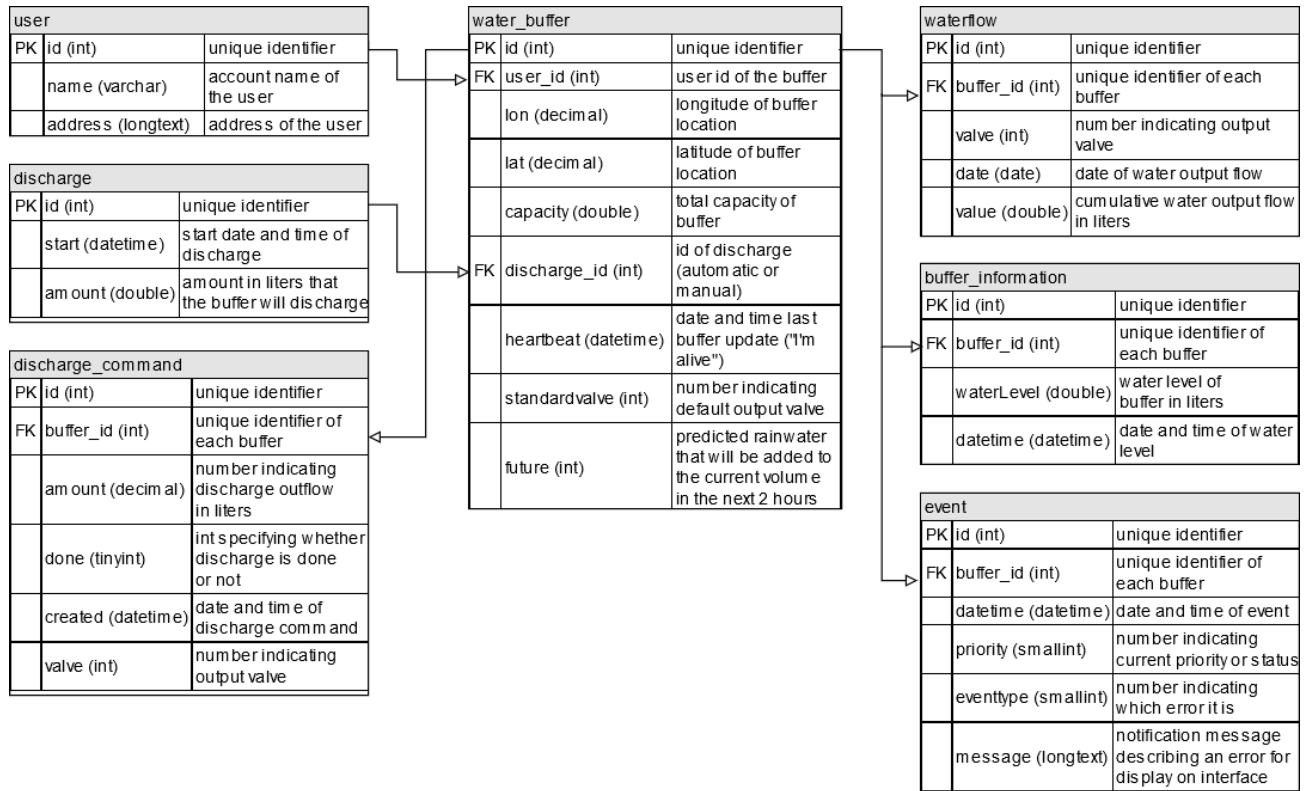 user
PK id (int) unique identifier
name (varchar) account name of
the user
address (longtext) address of the user
discharge
PK id (int) unique identifier
start (datetime) start date and time of
discharge
amount (double) amount in liters that
the buffer will discharge
discharge_command
PK id (int) unique identifier
FK buffer_id (int) unique identifier of
each buffer
amount (decimal) number indicating
discharge outflow
in liters
done (tinyint) int specifying whether
discharge is done
or not
created (datetime) date and time of
discharge command
valve (int) number indicating
output valve
water_buffer
PK id (int) unique identifier
FK user_id (int) user id of the buffer
lon (decimal) longitude of buffer
location
lat (decimal) latitude of buffer
location
capacity (double) total capacity of
buffer
FK discharge_id (int) id of discharge
(automatic or
manual)
heartbeat (datetime) date and time last
buffer update ("I'm
alive")
standardvalve (int) number indicating
default output valve
future (int) predicted rainwater
that will be added to
the current volume
in the next 2 hours
waterflow
PK id (int) unique identifier
FK buffer_id (int) unique identifier of each
buffer
valve (int) number indicating output
valve
date (date) date of water output flow
value (double) cumulative water output flow
in liters
buffer_information
PK id (int) unique identifier
FK buffer_id (int) unique identifier of
each buffer
waterLevel (double) water level of
buffer in liters
datetime (datetime) date and time of water
level
event
PK id (int) unique identifier
FK buffer_id (int) unique identifier of
each buffer
datetime (datetime) date and time of event
priority (smallint) number indicating
current priority or status
eventtype (smallint) number indicating
which error it is
message (longtext) notification message
describing an error for
display on interface